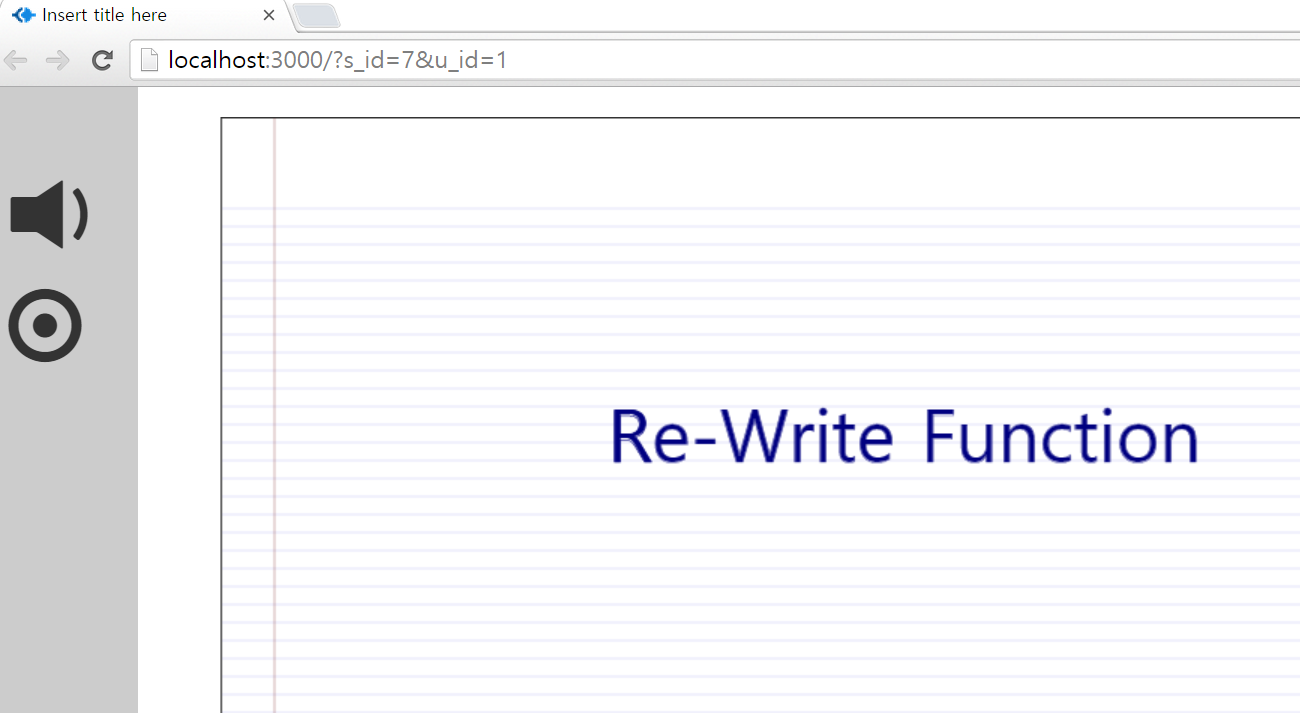 Insert title here
localhost:3000/?s_id=7&u_id=1
Re-Write Function